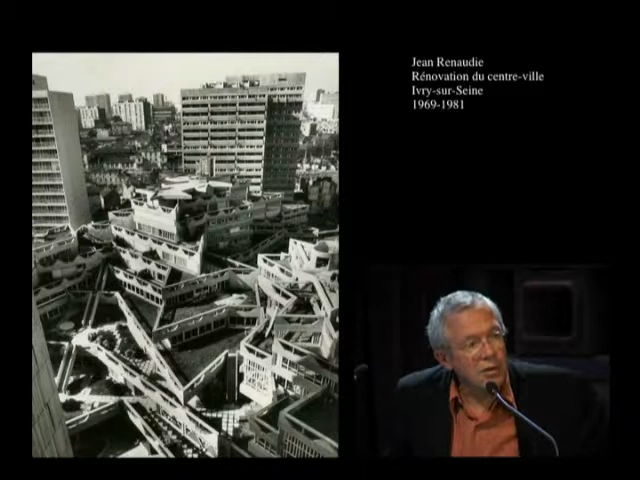 Jean Renaudie
Rénovation du centre-ville
Ivry-sur-Seine
1969-1981